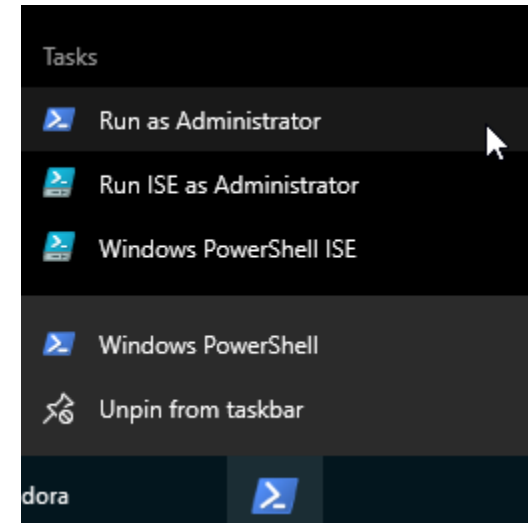 Tasks
Run as Administrator
Run ISE as Administrator
Windows PowerShell ISE
Windows PowerShell
Unpin from taskbar
dora